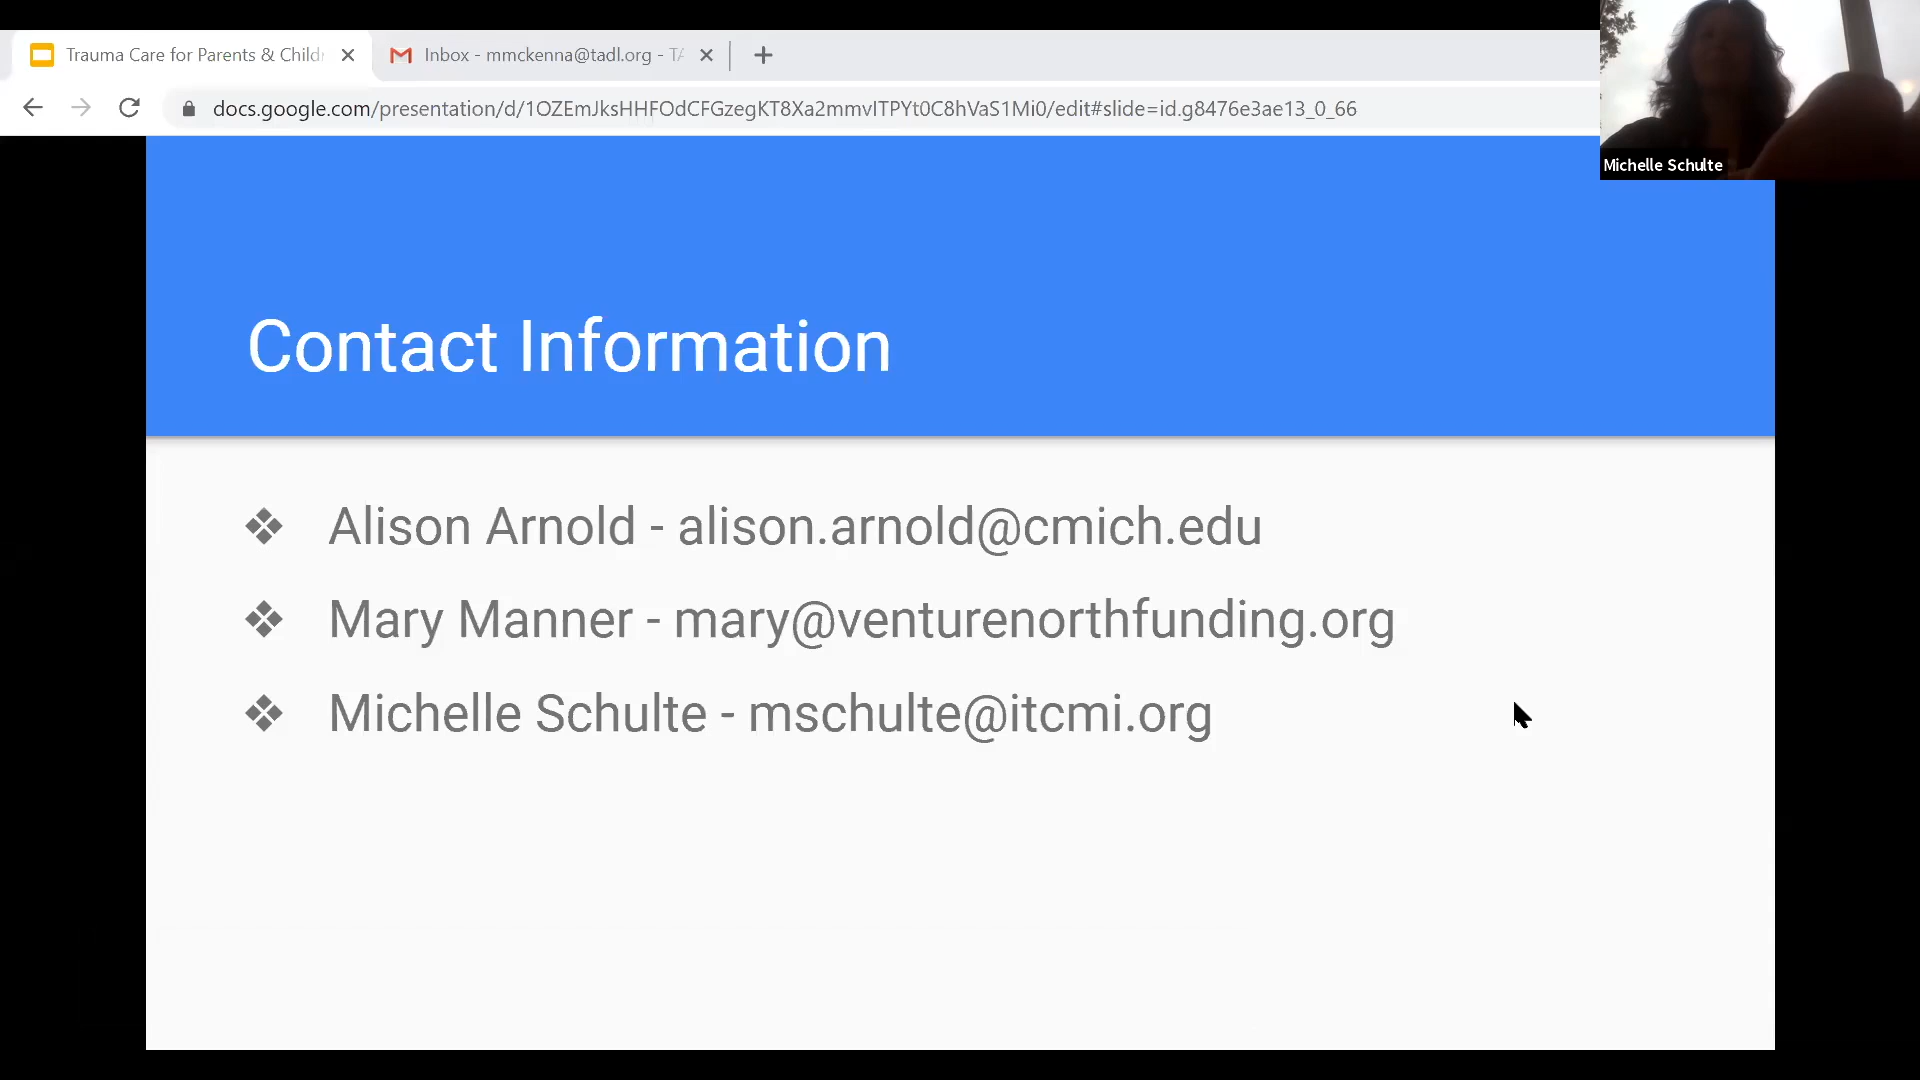 Trauma Care for Parents & Child
Inbox - mmckenna@tadl.org - TA
docs.google.com/presentation/d/1OZEmJksHHFOdCFGzegKT8Xa2mmvITPYt0C8hVaS1Mi0/edit#slide=id.g8476e3ae13_0_66
Michelle Schulte
Contact Information
❖ Alison Arnold - alison.arnold@cmich.edu
❖ Mary Manner - mary@venturenorthfunding.org
❖ Michelle Schulte - mschulte@itcmi.org